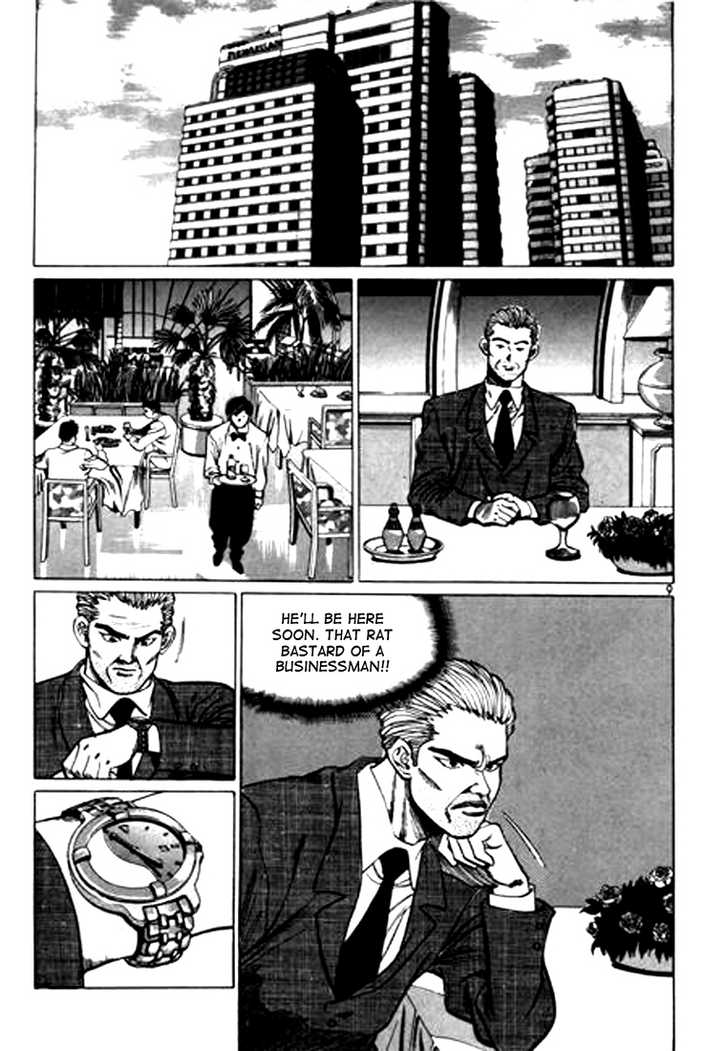 HE'LL BE HERE
SOON. THAT RAT
BASTARD OF A
BUSINESSMAN!!